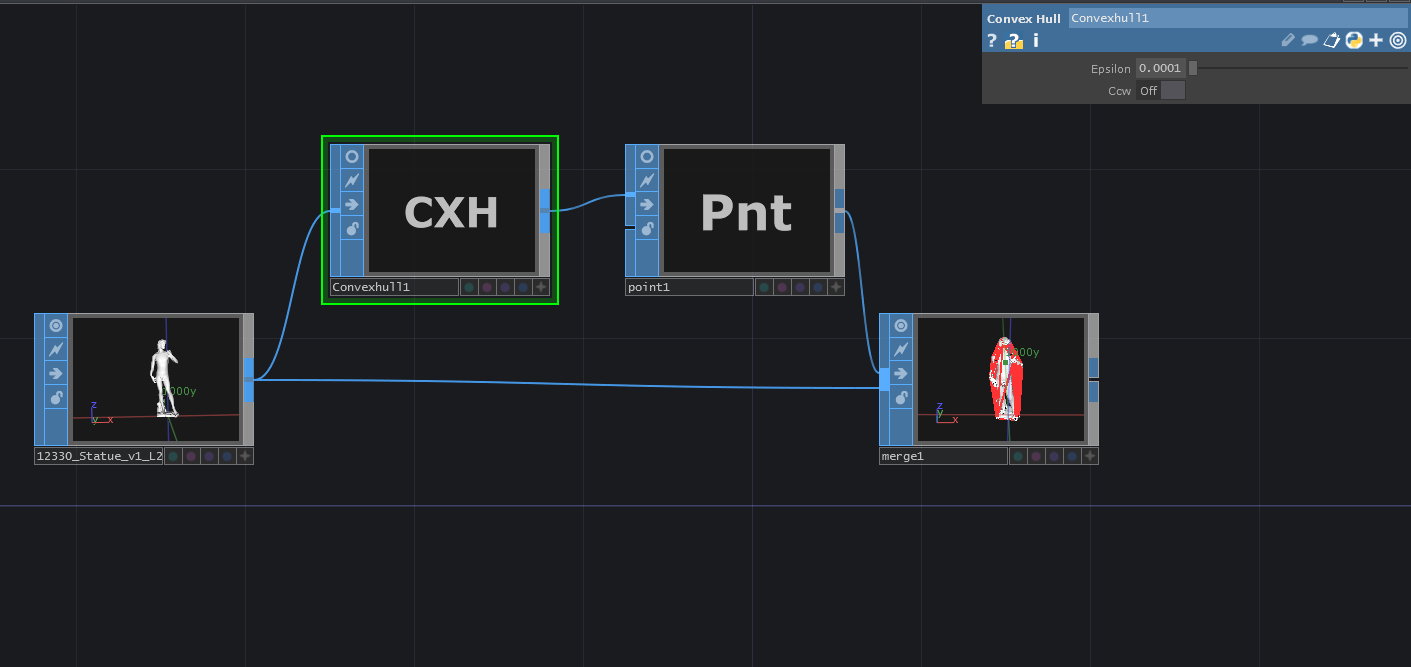 Convex Hull Convexhull1
? ? i
Epsilon 0.0001
Ccw Off
CXH
Convexhull1
Pnt
point1
000y
z
y x
12330_Statue_v1_L2
00y
z
y
x
merge1